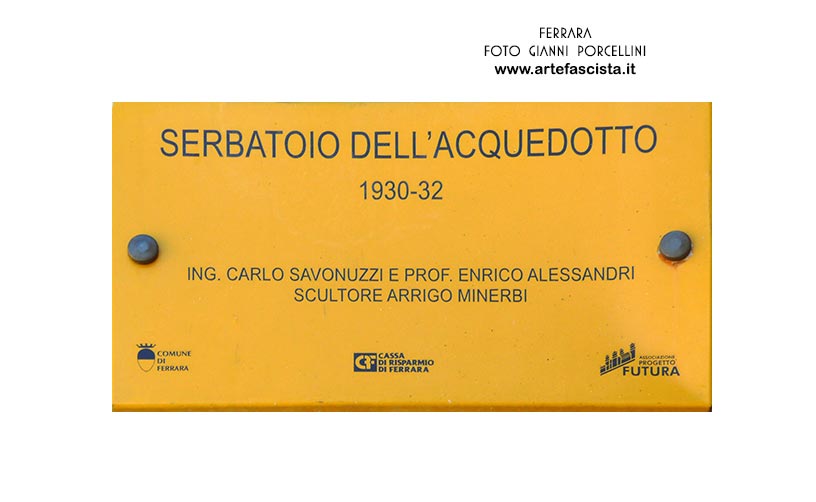 FERRARA
FOTO GIANNI PORCELLINI
www.artefascista.it
SERBATOIO DELL'ACQUEDOTTO
1930-32
ING. CARLO SAVONUZZI E PROF. ENRICO ALESSANDRI
SCULTORE ARRIGO MINERBI
COMUNE
DI
FERRARA
CF
CASSA
DI RISPARMIO
DI FERRARA
ASSOCIAZIONE
PROGETTO
FUTURA